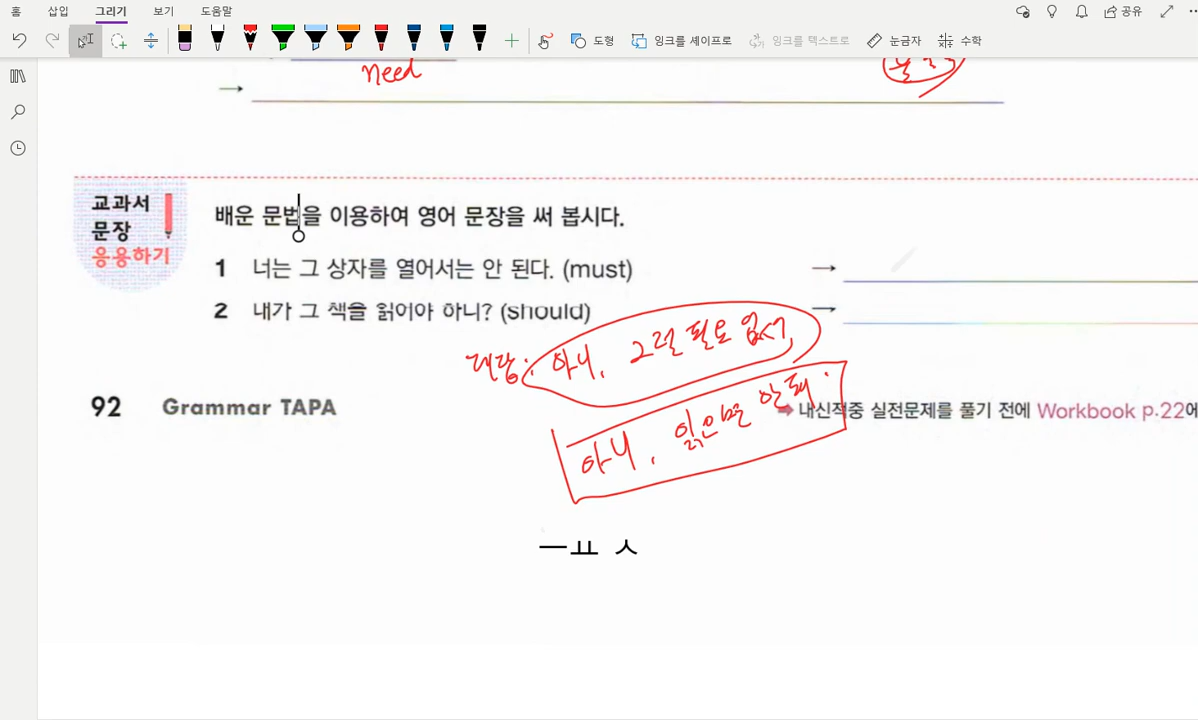 홈 삽입 그리기 보기 도움말 공유
도형 잉크를 셰이프로 잉크를 텍스트로 눈금자 수학
need
→
교과서
문장
응용하기
배운 문법을 이용하여 영어 문장을 써 봅시다.
1 너는 그 상자를 열어서는 안 된다. (must) →
2 내가 그 책을 읽어야 하니? (should) →
대답: 아니, 그럴 필요 없어
아니, 읽으면 안돼.
92 Grammar TAPA
➡ 내신적중 실전문제를 풀기 전에 Workbook p.22에
ㅡㅛ ㅅ